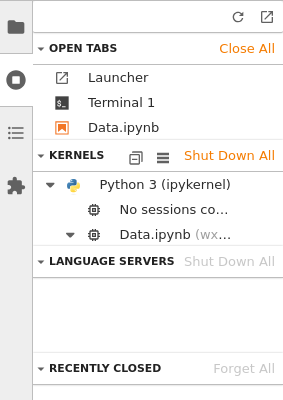 OPEN TABS Close All
Launcher
Terminal 1
Data.ipynb
KERNELS Shut Down All
Python 3 (ipykernel)
No sessions co…
Data.ipynb (wx…
LANGUAGE SERVERS Shut Down All
RECENTLY CLOSED Forget All